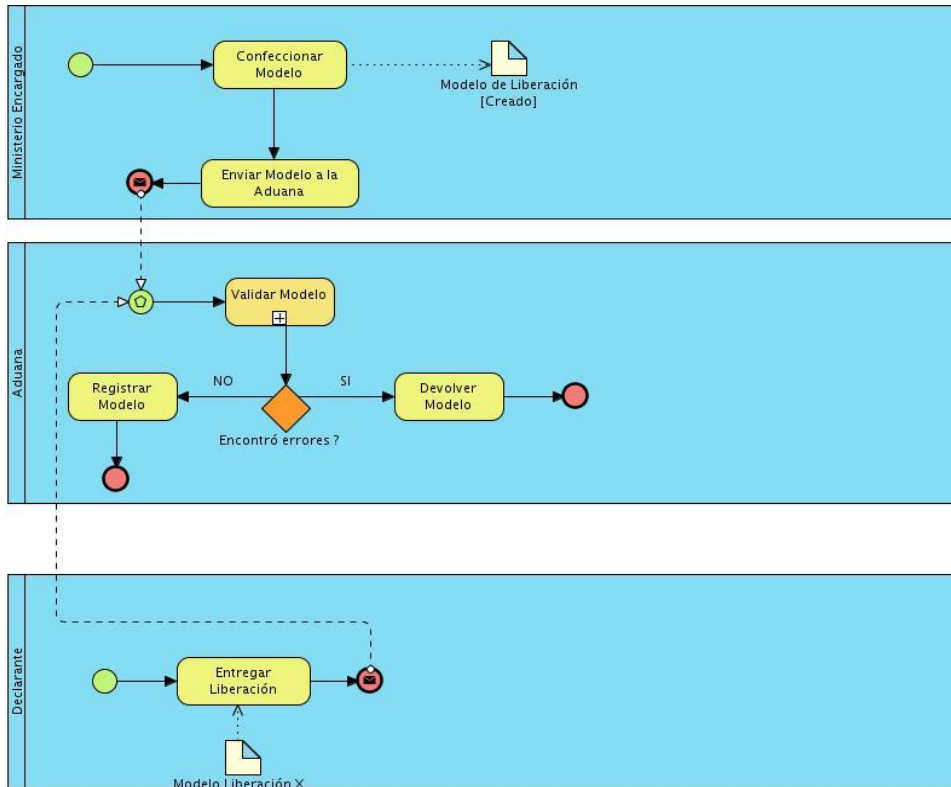 Ministerio Encargado
Confeccionar
Modelo
Modelo de Liberación
[Creado]
Enviar Modelo a la
Aduana
Aduana
Validar Modelo
Registrar
Modelo
NO
SI
Devolver
Modelo
Encontró errores ?
Declarante
Entregar
Liberación
Modelo Liberación X